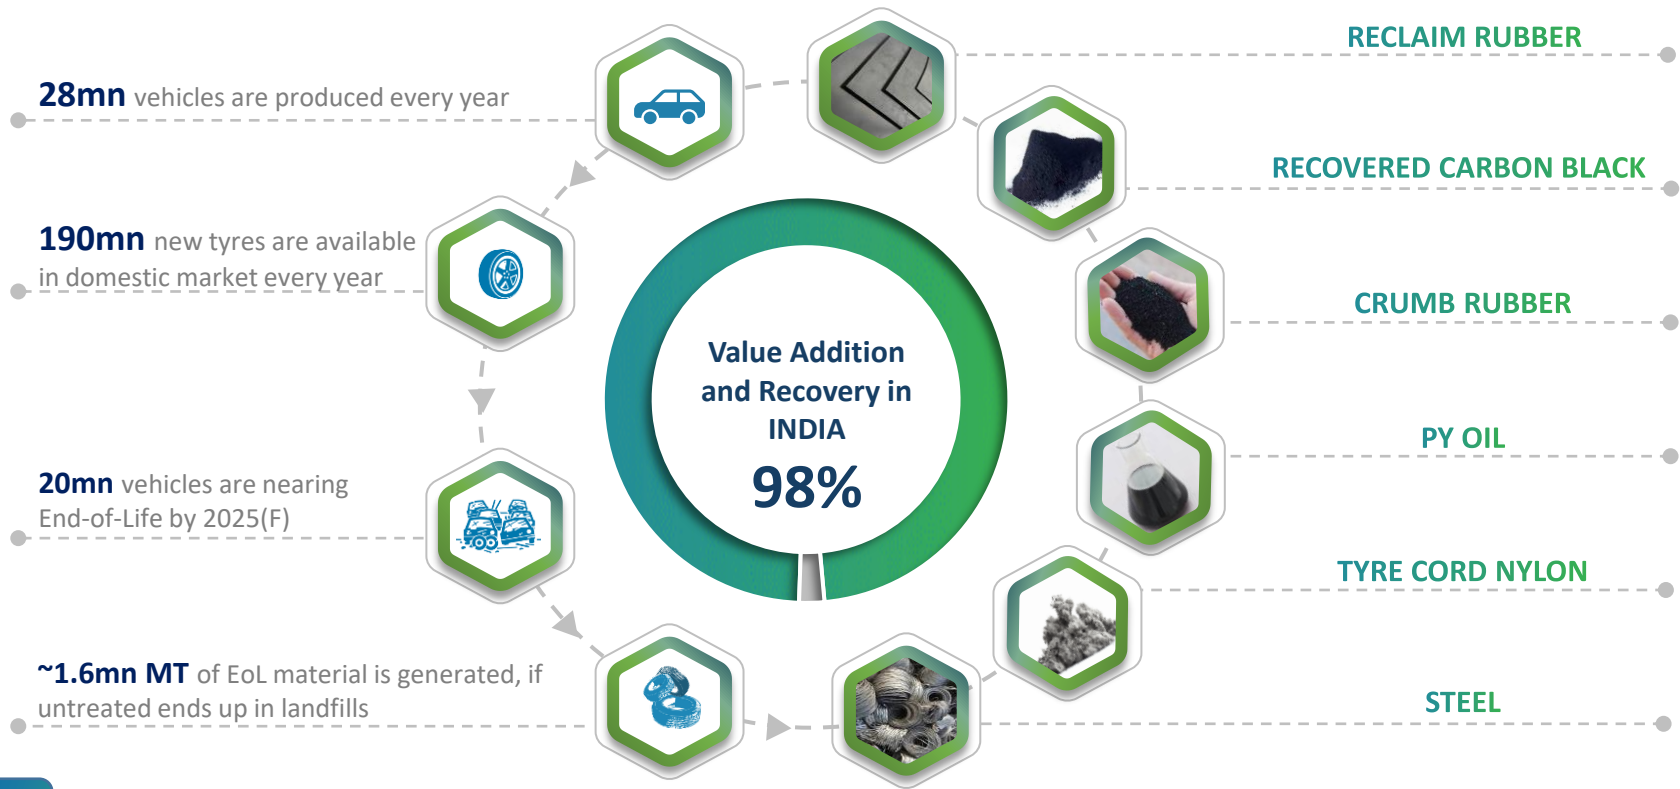 28mn vehicles are produced every year
190mn new tyres are available
in domestic market every year
20mn vehicles are nearing
End-of-Life by 2025(F)
~1.6mn MT of EoL material is generated, if
untreated ends up in landfills
Value Addition
and Recovery in
INDIA
98%
RECLAIM RUBBER
RECOVERED CARBON BLACK
CRUMB RUBBER
PY OIL
TYRE CORD NYLON
STEEL